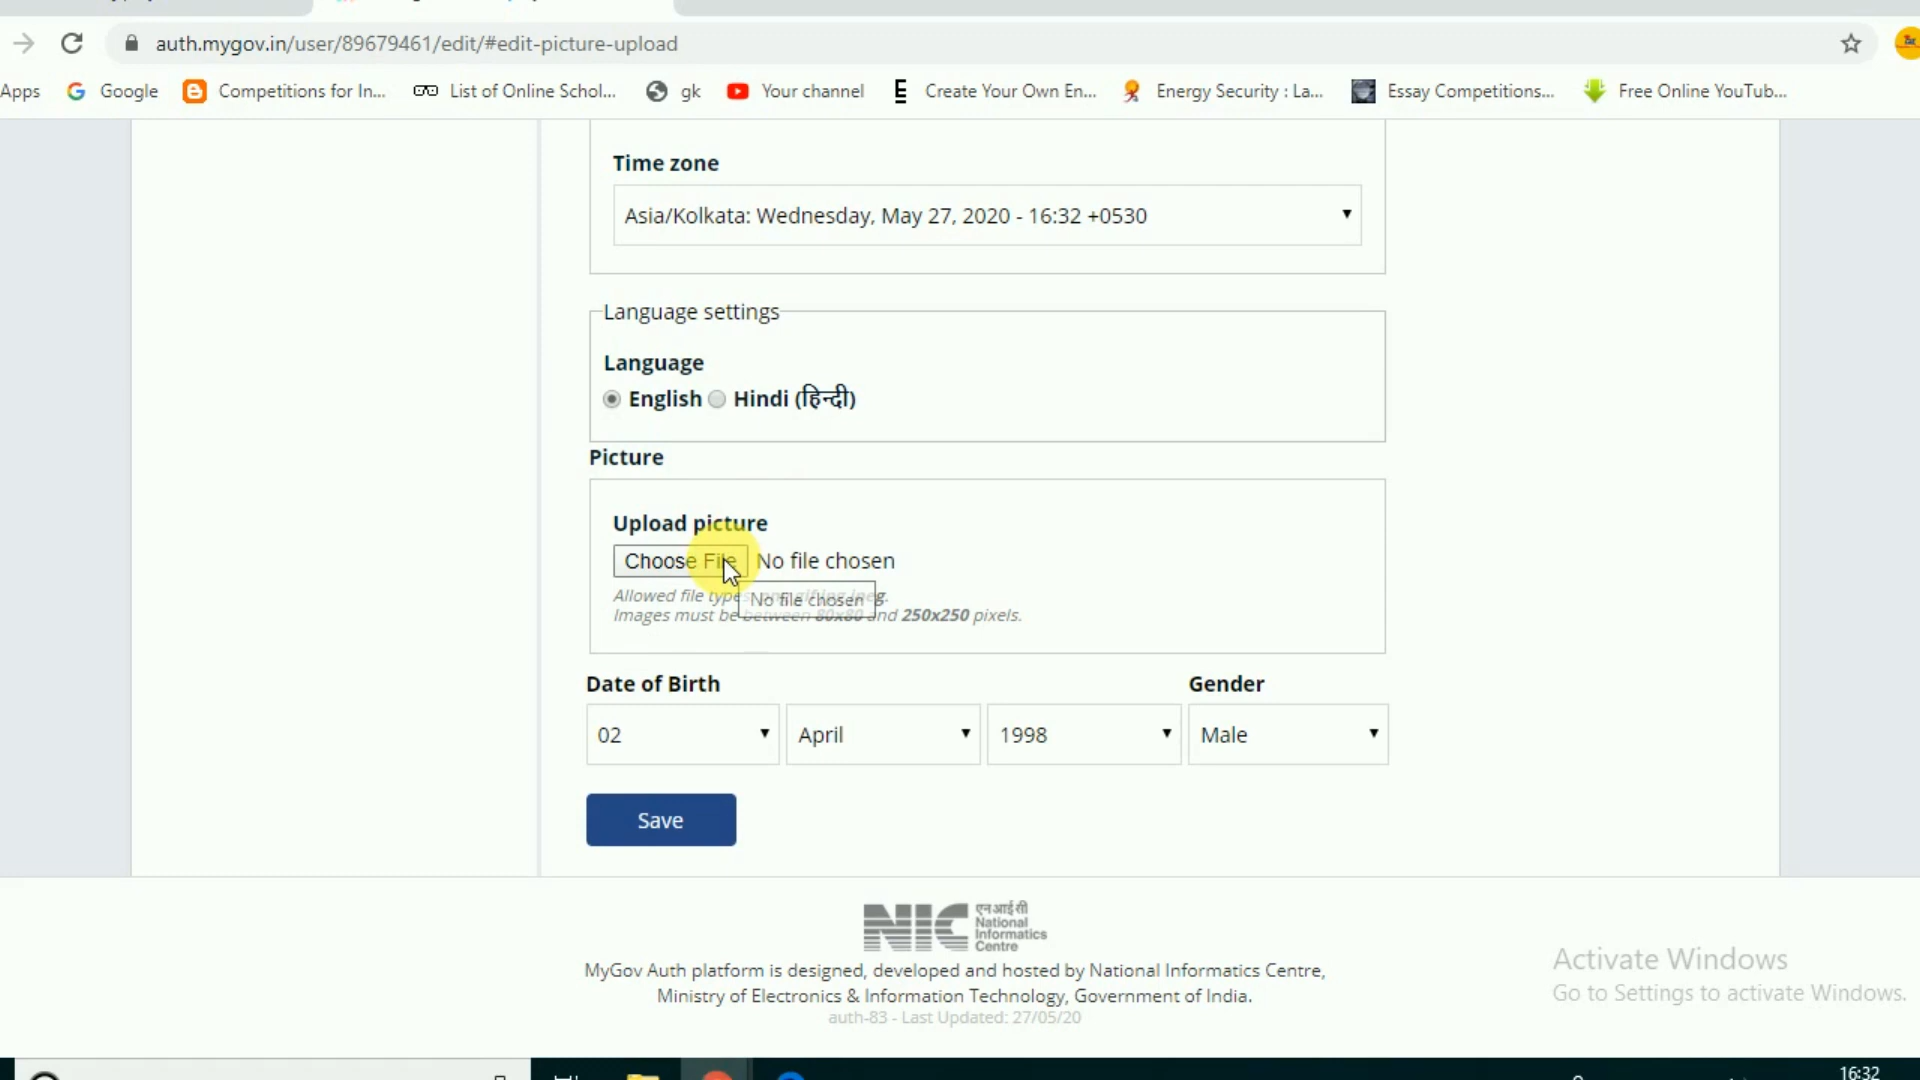 auth.mygov.in/user/89679461/edit/#edit-picture-upload
Apps Google Competitions for In... List of Online Schol... gk Your channel Create Your Own En... Energy Security : La... Essay Competitions... Free Online YouTub...
Time zone
Asia/Kolkata: Wednesday, May 27, 2020 - 16:32 +0530
Language settings
Language
English Hindi (हिन्दी)
Picture
Upload picture
Choose File No file chosen
No file chosen
Allowed file types:
Images must be between 80x80 and 250x250 pixels.
Date of Birth Gender
02 April 1998 Male
Save
NIC
एनआईसी
National
Informatics
Centre
MyGov Auth platform is designed, developed and hosted by National Informatics Centre,
Ministry of Electronics & Information Technology, Government of India.
auth-83 - Last Updated: 27/05/20
Activate Windows
Go to Settings to activate Windows.
16:32